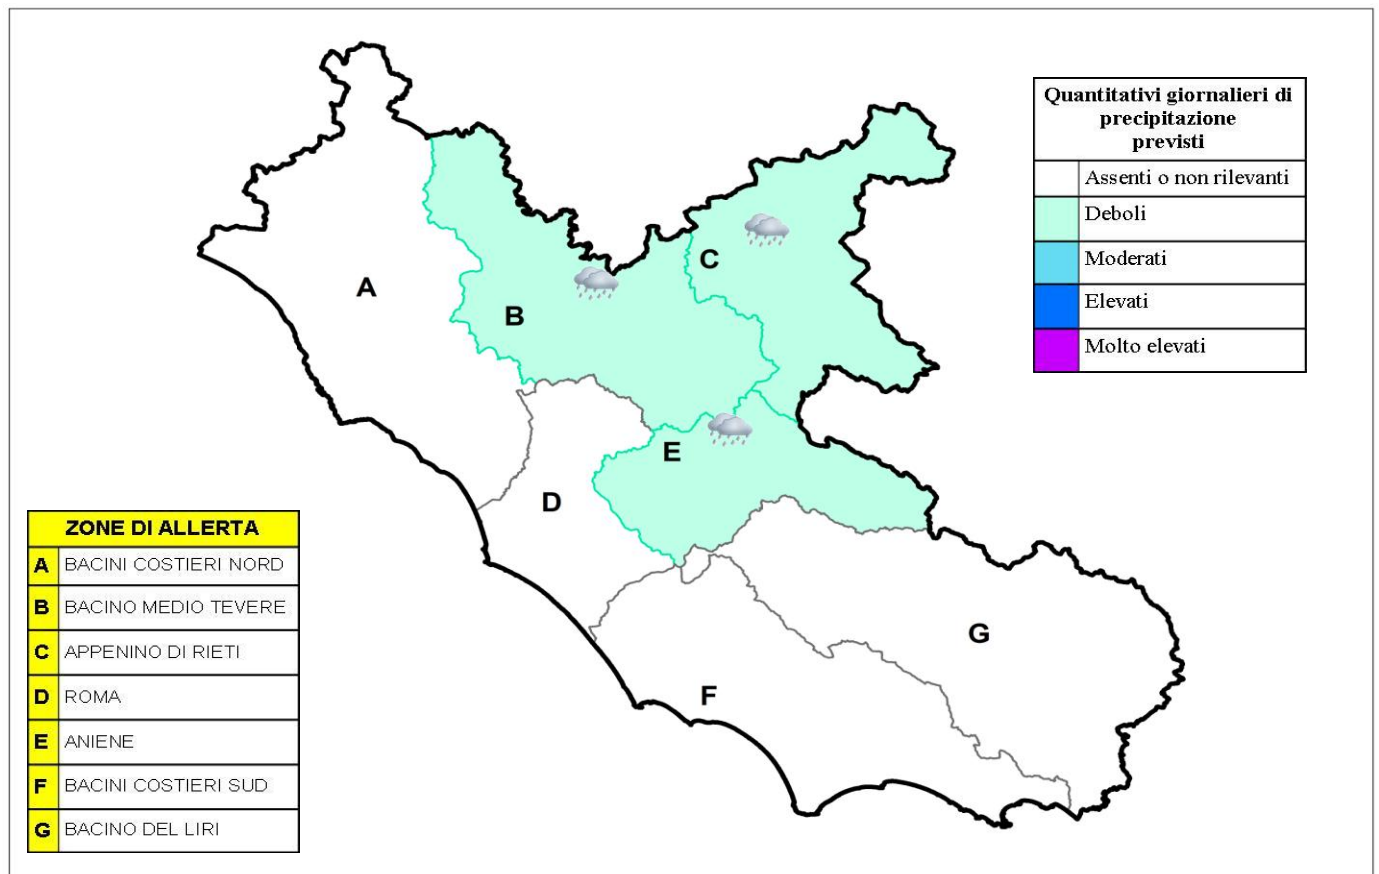 Quantitativi giornalieri di
precipitazione
previsti
Assenti o non rilevanti
Deboli
Moderati
Elevati
Molto elevati
A
B
C
D
E
F
G
ZONE DI ALLERTA
A BACINI COSTIERI NORD
B BACINO MEDIO TEVERE
C APPENINO DI RIETI
D ROMA
E ANIENE
F BACINI COSTIERI SUD
G BACINO DEL LIRI